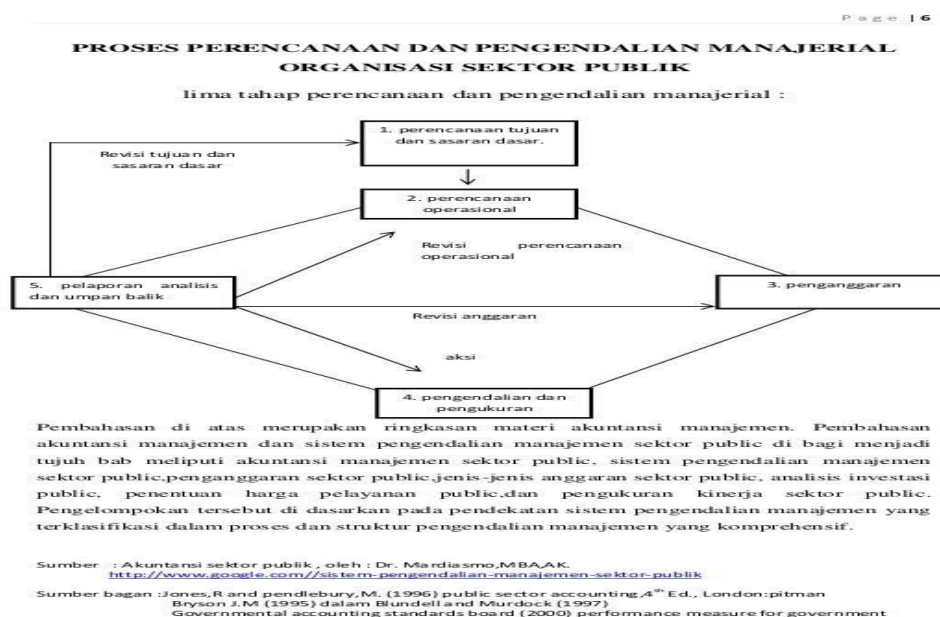 Page | 6
PROSES PERENCANAAN DAN PENGENDALIAN MANAJERIAL
ORGANISASI SEKTOR PUBLIK
lima tahap perencanaan dan pengendalian manajerial :
1. perencanaan tujuan
dan sasaran dasar.
Revisi tujuan dan
sasaran dasar
2. perencanaan
operasional
Revisi perencanaan
operasional
5. pelaporan analisis
dan umpan balik
3. penganggaran
Revisi anggaran
aksi
4. pengendalian dan
pengukuran
Pembahasan di atas merupakan ringkasan materi akuntansi manajemen. Pembahasan
akuntansi manajemen dan sistem pengendalian manajemen sektor public di bagi menjadi
tujuh bab meliputi akuntansi manajemen sektor public, sistem pengendalian manajemen
sektor public,penganggaran sektor public,jenis-jenis anggaran sektor public, analisis investasi
public, penentuan harga pelayanan public,dan pengukuran kinerja sektor public.
Pengelompokan tersebut di dasarkan pada pendekatan sistem pengendalian manajemen yang
terklasifikasi dalam proses dan struktur pengendalian manajemen yang komprehensif.
Sumber : Akuntansi sektor publik , oleh : Dr. Mardiasmo,MBA,AK.
http://www.google.com//sistem-pengendalian-manajemen-sektor-publik
Sumber bagan :Jones,R and pendlebury,M. (1996) public sector accounting,4th Ed., London:pitman
Bryson J.M (1995) dalam Blundell and Murdock (1997)
Governmental accounting standards board (2000) performance measure for government